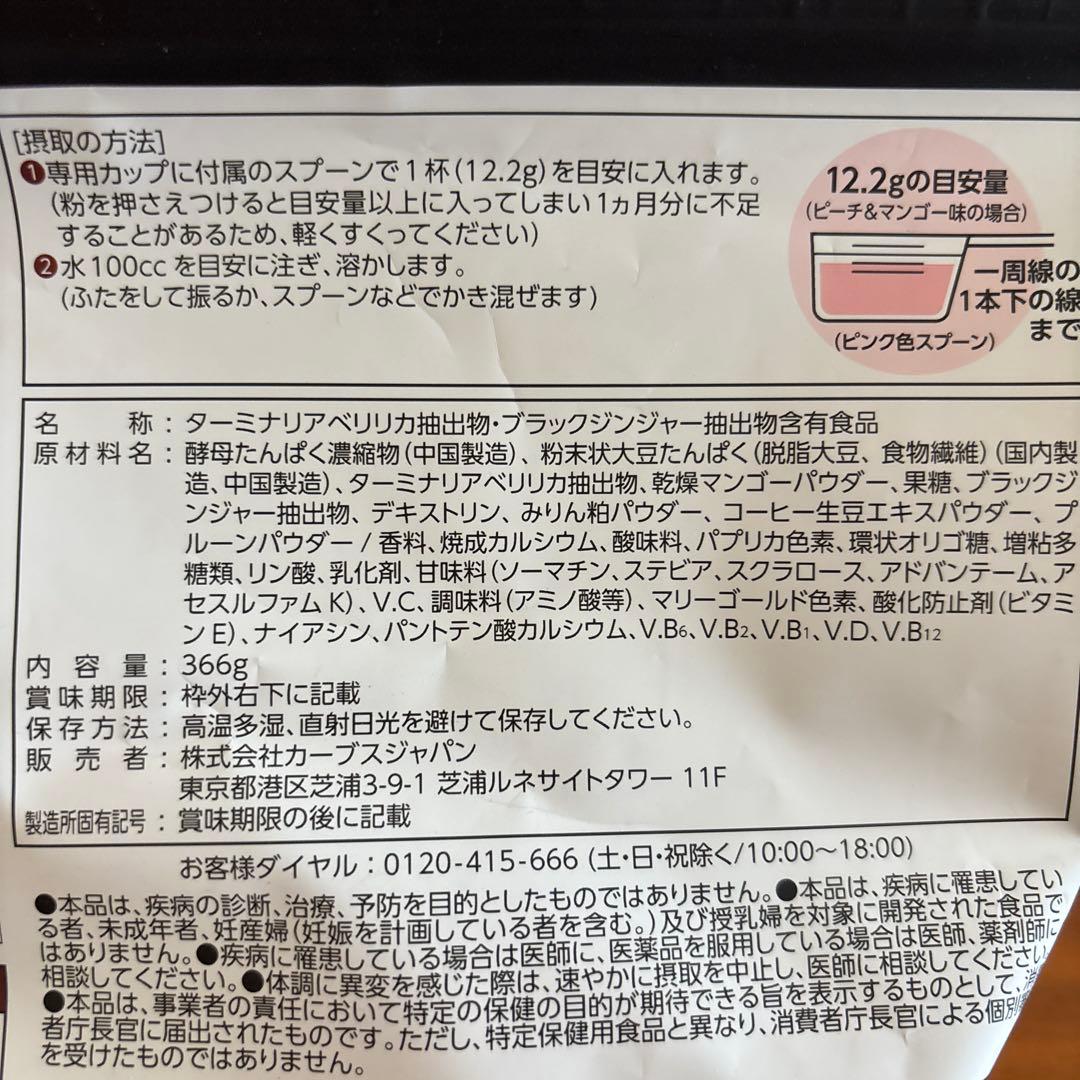 [摂取の方法]
❶専用カップに付属のスプーンで1杯(12.2g)を目安に入れます。
(粉を押さえつけると目安量以上に入ってしまい1ヵ月分に不足
することがあるため、軽くすくってください)
❷水100ccを目安に注ぎ、溶かします。
(ふたをして振るか、スプーンなどでかき混ぜます)
12.2gの目安量
(ピーチ&マンゴー味の場合)
一周線の
1本下の線
まで
(ピンク色スプーン)
名称:ターミナリアベリリカ抽出物・ブラックジンジャー抽出物含有食品
原材料名:酵母たんぱく濃縮物(中国製造)、粉末状大豆たんぱく(脱脂大豆、食物繊維)(国内製
造、中国製造)、ターミナリアベリリカ抽出物、乾燥マンゴーパウダー、果糖、ブラックジ
ンジャー抽出物、デキストリン、みりん粕パウダー、コーヒー生豆エキスパウダー、プ
ルーンパウダー/香料、焼成カルシウム、酸味料、パプリカ色素、環状オリゴ糖、増粘多
糖類、リン酸、乳化剤、甘味料(ソーマチン、ステビア、スクラロース、アドバンテーム、ア
セスルファムK)、V.C、調味料(アミノ酸等)、マリーゴールド色素、酸化防止剤(ビタミ
ンE)、ナイアシン、パントテン酸カルシウム、V.B6、V.B2、V.B1、V.D、V.B12
内容量:366g
賞味期限:枠外右下に記載
保存方法:高温多湿、直射日光を避けて保存してください。
販売者:株式会社カーブスジャパン
東京都港区芝浦3-9-1 芝浦ルネサイトタワー 11F
製造所固有記号:賞味期限の後に記載
お客様ダイヤル:0120-415-666(土・日・祝除く/10:00〜18:00)
●本品は、疾病の診断、治療、予防を目的としたものではありません。●本品は、疾病に罹患してい
る者、未成年者、妊産婦(妊娠を計画している者を含む。)及び授乳婦を対象に開発された食品で
はありません。●疾病に罹患している場合は医師に、医薬品を服用している場合は医師、薬剤師に
相談してください。●体調に異変を感じた際は、速やかに摂取を中止し、医師に相談してください。
●本品は、事業者の責任において特定の保健の目的が期待できる旨を表示するものとして、消
者庁長官に届出されたものです。ただし、特定保健用食品と異なり、消費者庁長官による個別
を受けたものではありません。